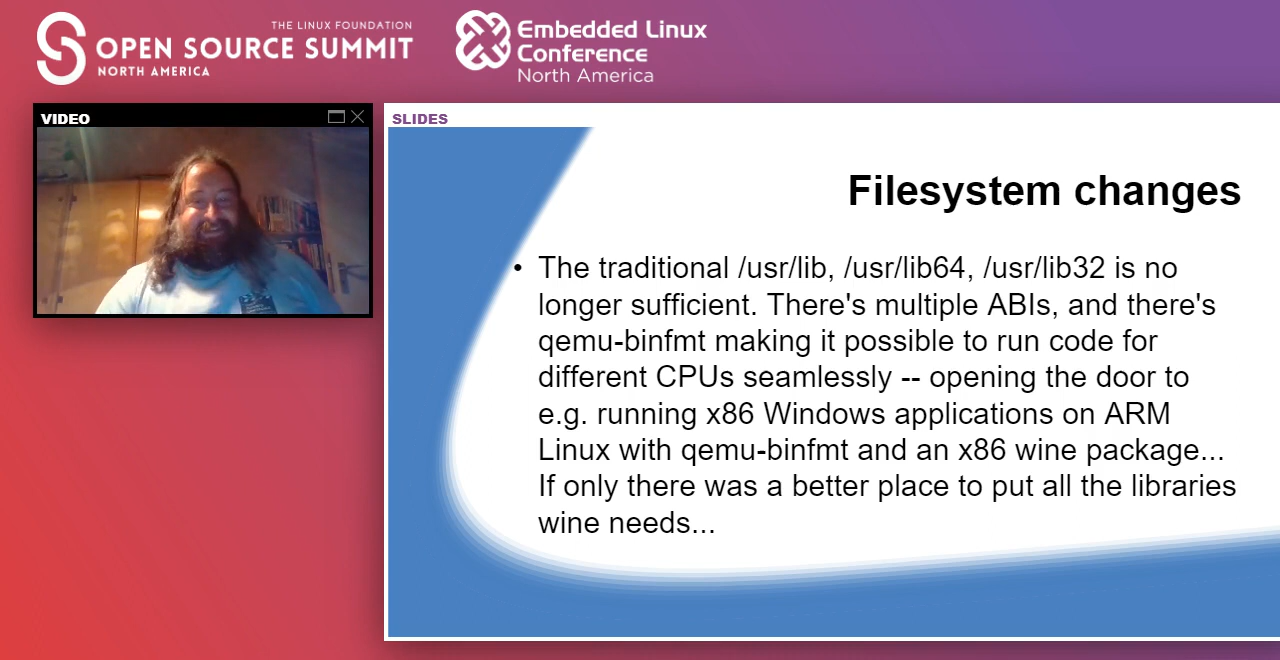 THE LINUX FOUNDATION
OPEN SOURCE SUMMIT
NORTH AMERICA
Embedded Linux
Conference
North America
VIDEO
SLIDES
Filesystem changes
• The traditional /usr/lib, /usr/lib64, /usr/lib32 is no
longer sufficient. There's multiple ABIs, and there's
qemu-binfmt making it possible to run code for
different CPUs seamlessly -- opening the door to
e.g. running x86 Windows applications on ARM
Linux with qemu-binfmt and an x86 wine package...
If only there was a better place to put all the libraries
wine needs...